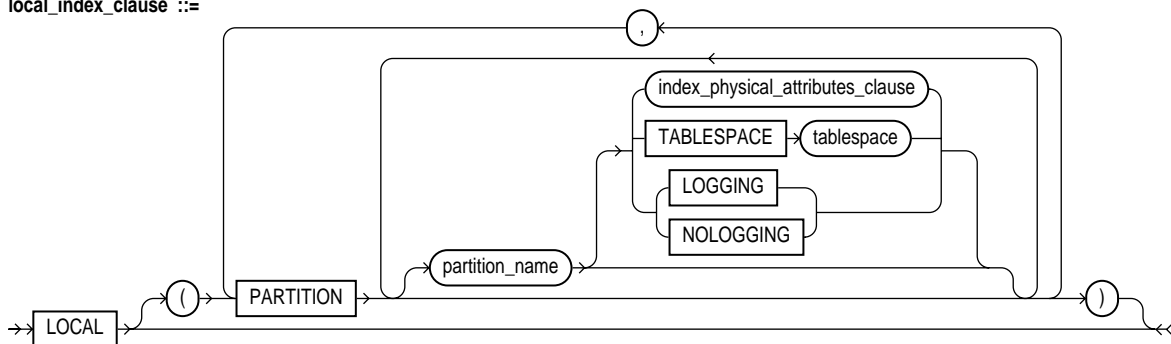 local_index_clause ::=
,
index_physical_attributes_clause
TABLESPACE tablespace
LOGGING
NOLOGGING
partition_name
( PARTITION )
LOCAL